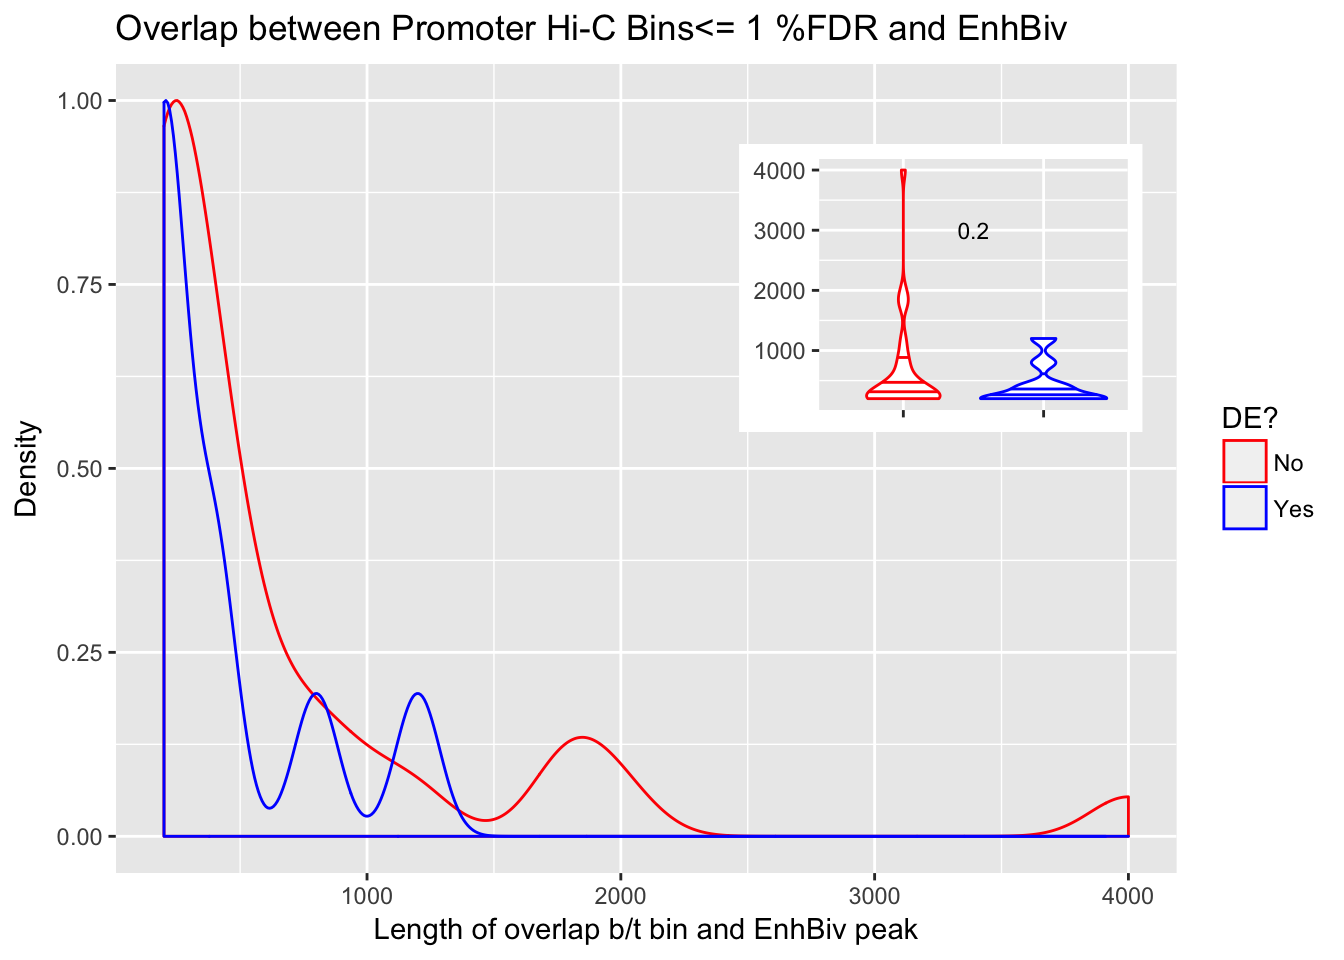 Overlap between Promoter Hi-C Bins<= 1 %FDR and EnhBiv
1.00
0.75
0.50
0.25
0.00
Density
1000
2000
3000
4000
Length of overlap b/t bin and EnhBiv peak
4000
3000
2000
1000
0.2
DE?
No
Yes